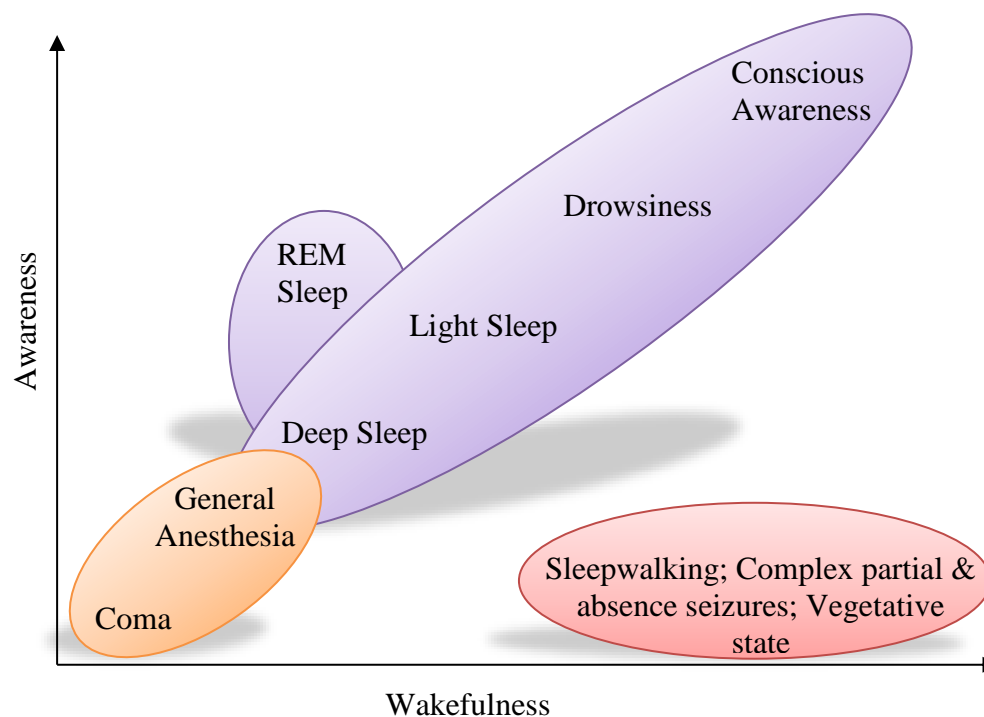 Conscious
Awareness
Drowsiness
REM
Sleep
Light Sleep
Deep Sleep
General
Anesthesia
Coma
Sleepwalking; Complex partial &
absence seizures; Vegetative
state
Awareness
Wakefulness